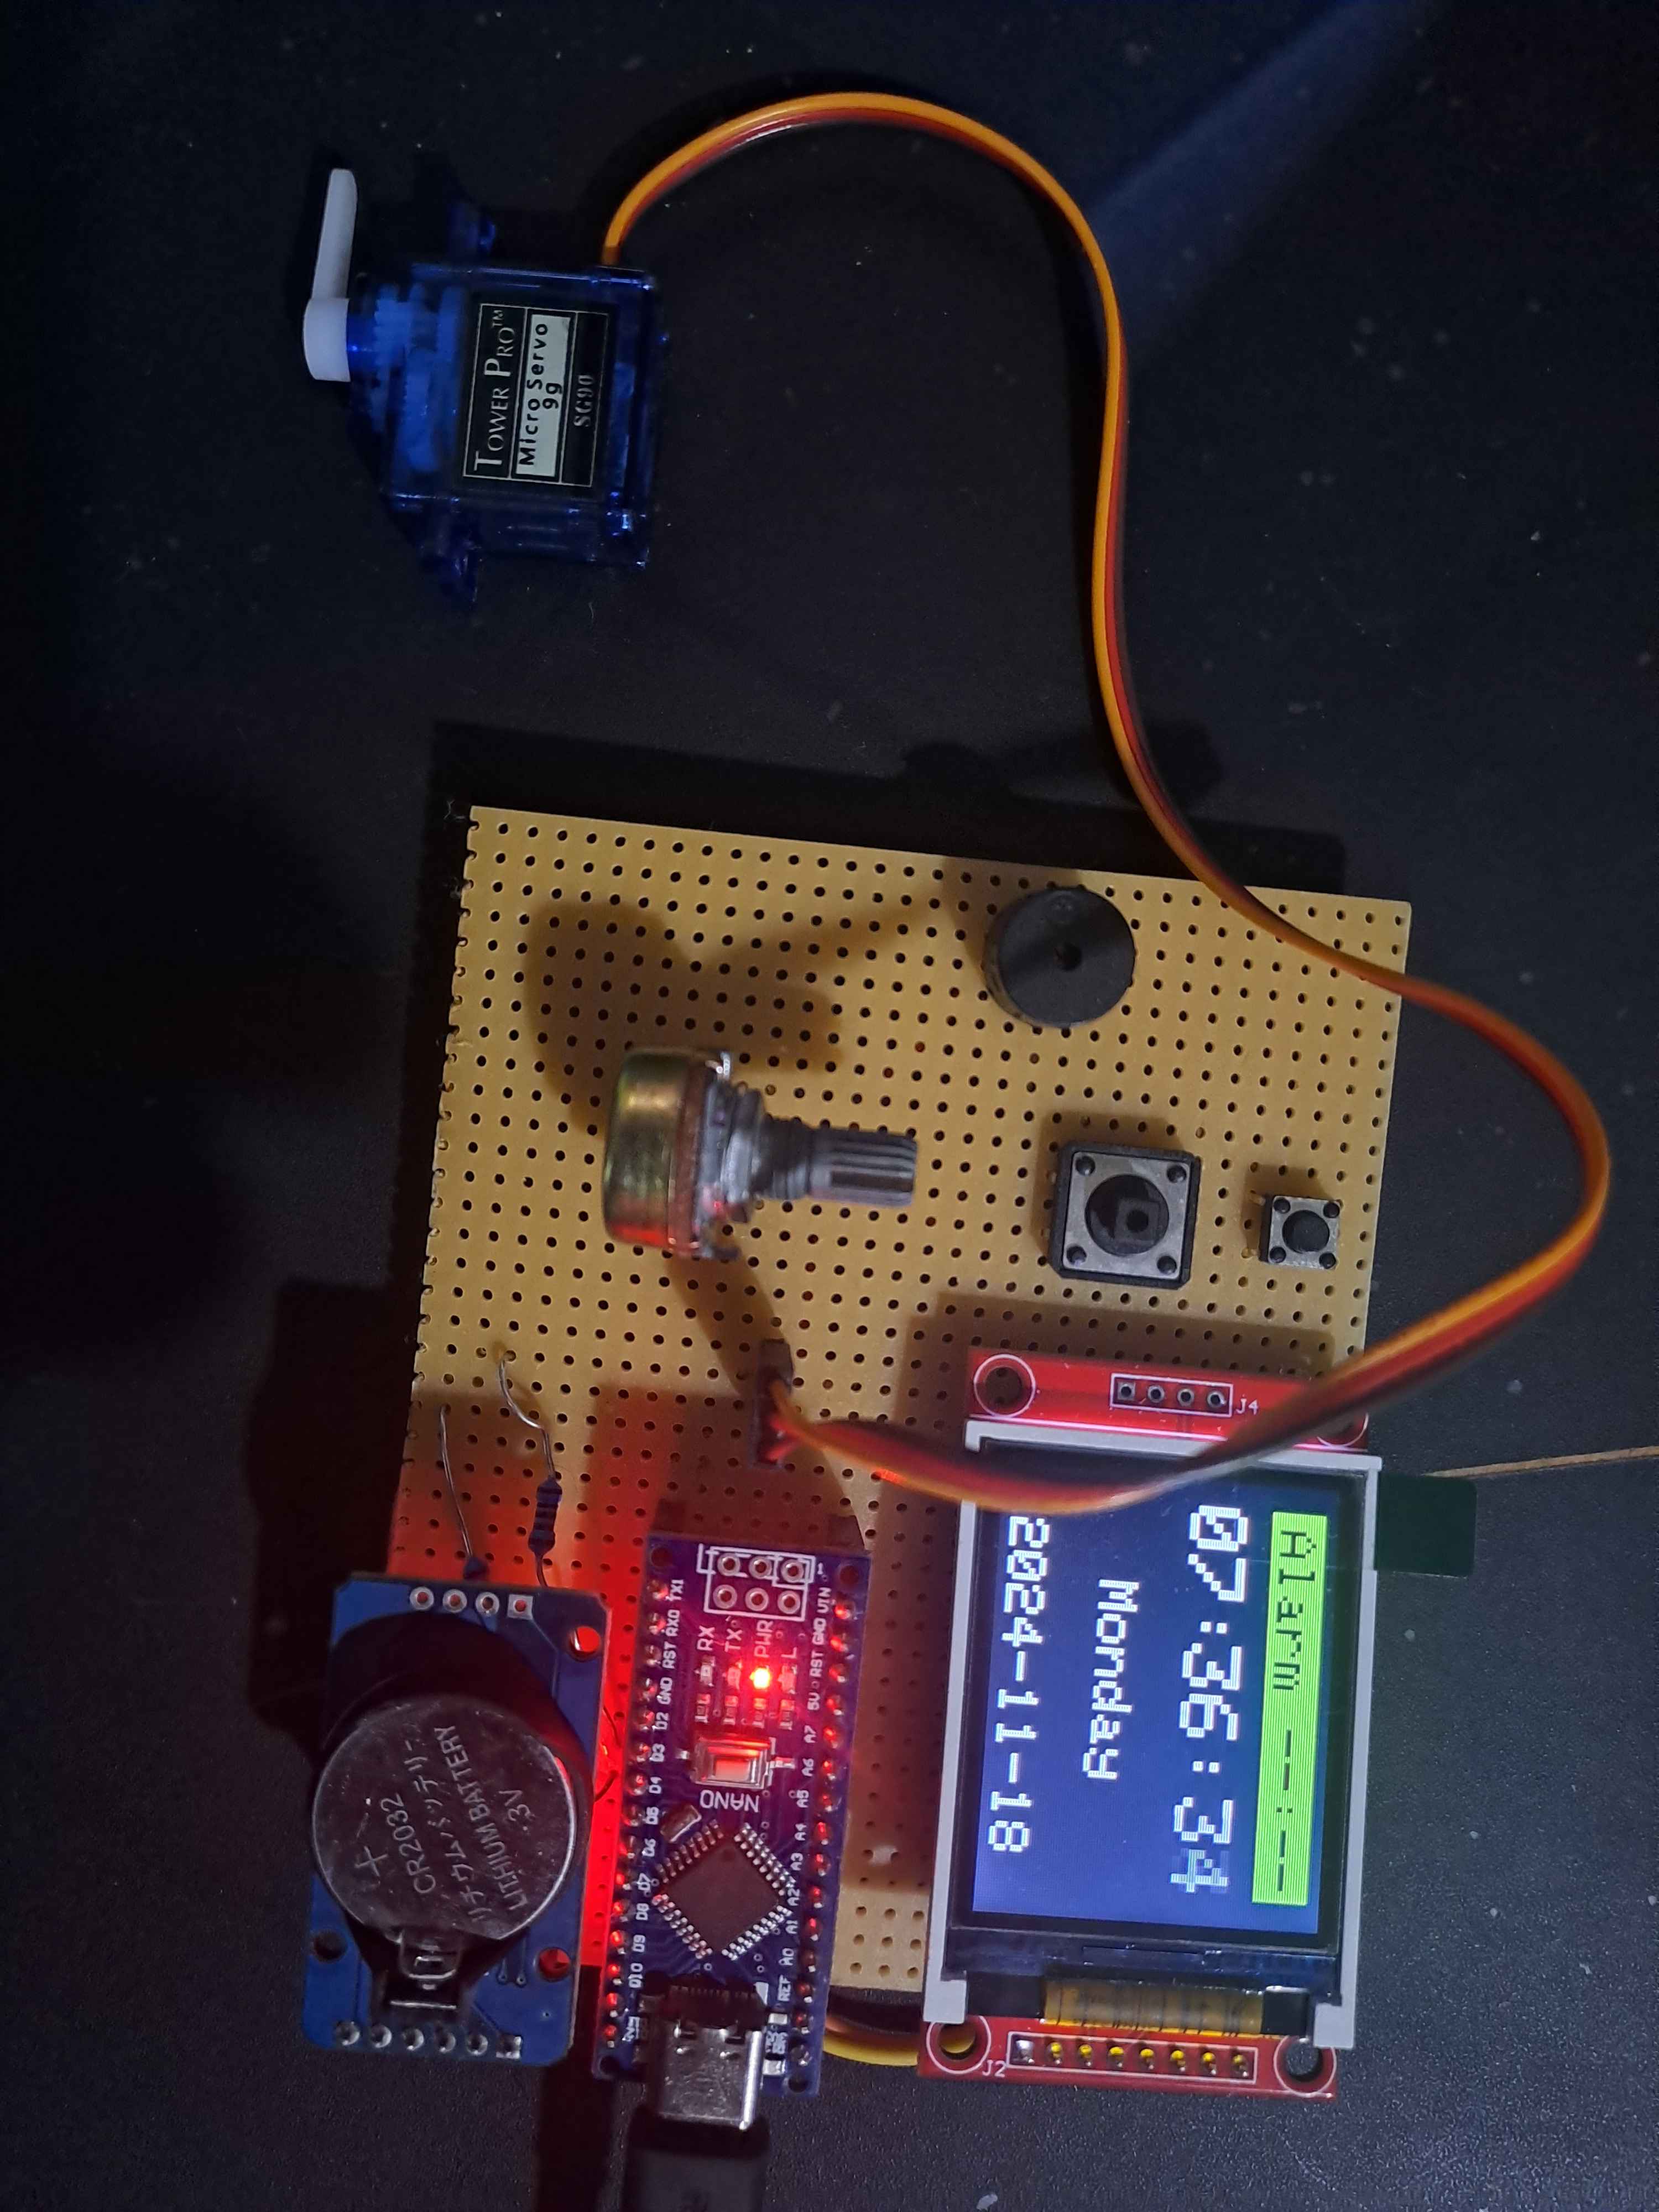 TOWER PRO™
Micro Servo
9g
SG90
J4
Alarm --:--
07:36:34
Monday
2024-11-18
J2
TX1
RX0
RST
GND
D2
D3
D4
D5
D6
D7
D8
D9
D10
RX
TX
PWR
L
1
NANO
VIN
GND
RST
5V
A7
A6
A5
A4
A3
A2
A1
A0
REF
+
CR2032
リチウムバッテリー
LITHIUM BATTERY
3V